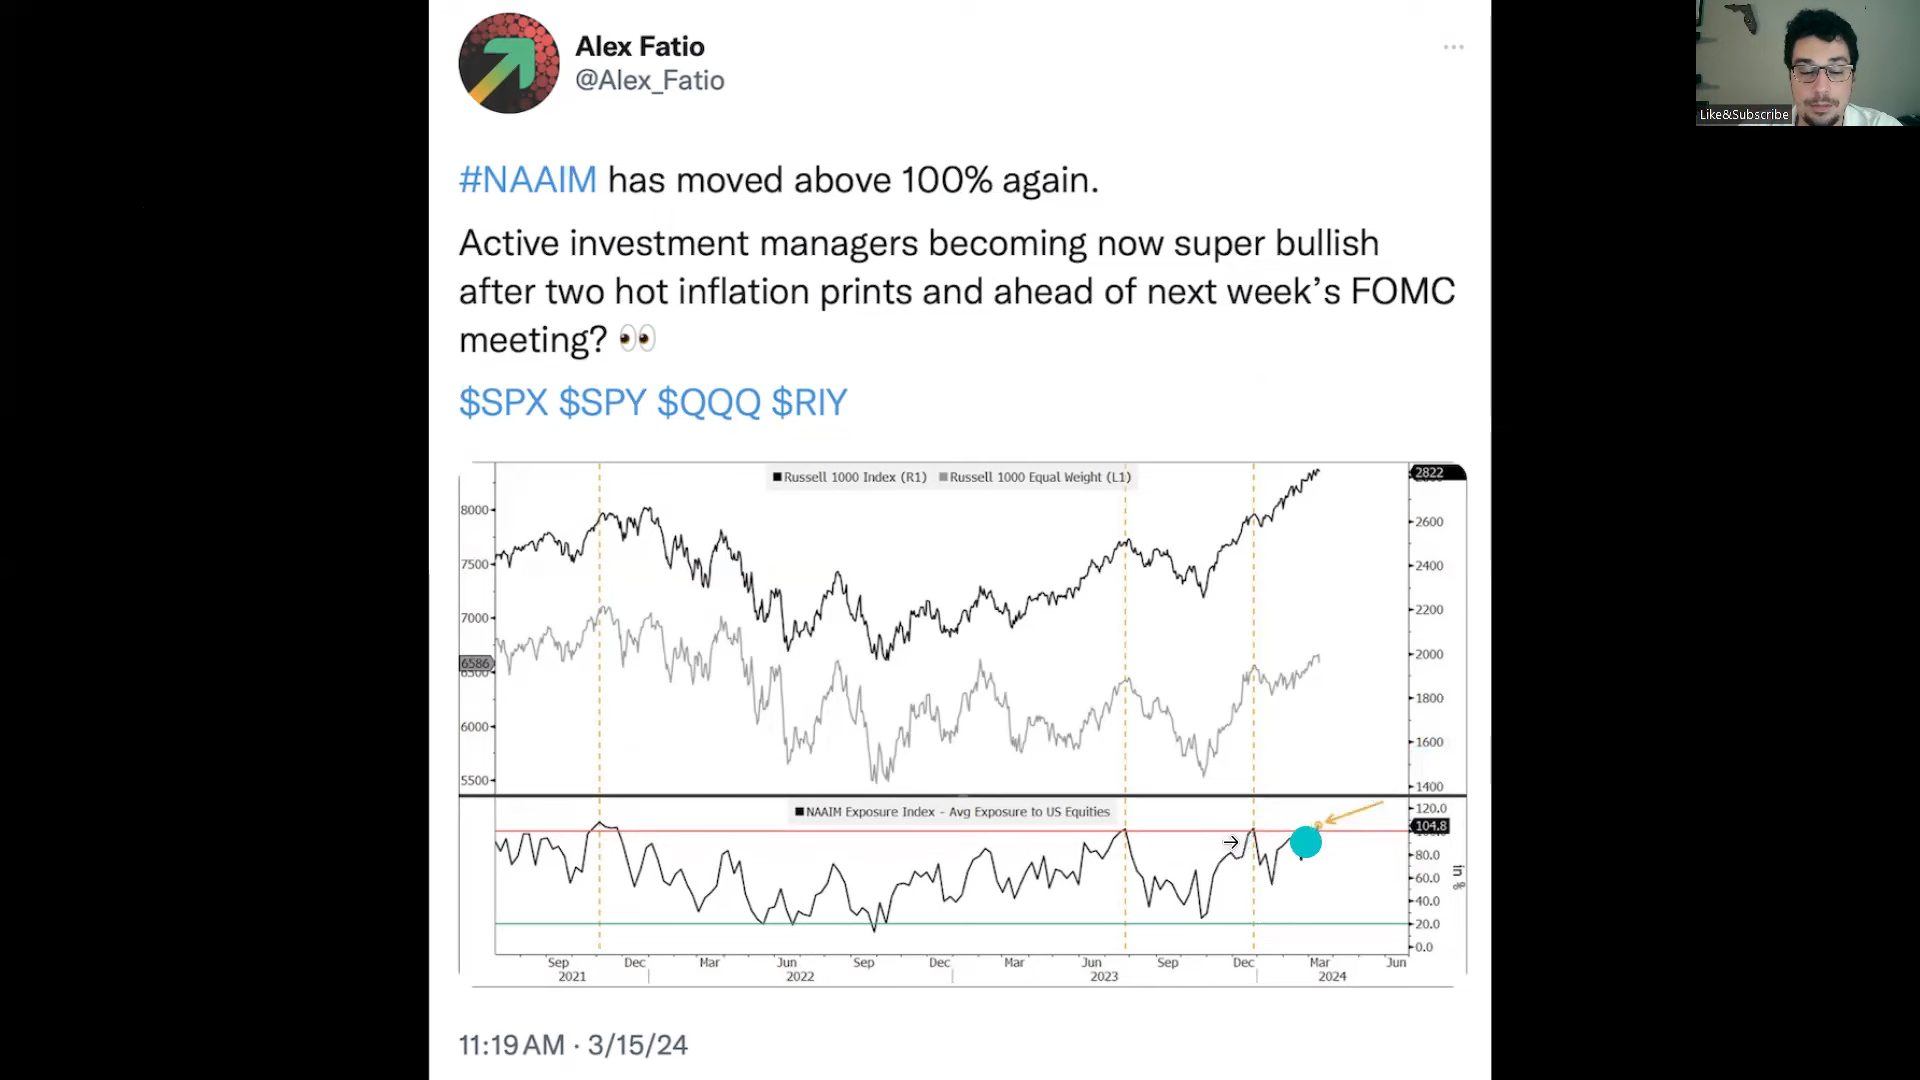 Alex Fatio
@Alex_Fatio
Like&Subscribe
#NAAIM has moved above 100% again.
Active investment managers becoming now super bullish
after two hot inflation prints and ahead of next week’s FOMC
meeting? 👀
$SPX $SPY $QQQ $RIY
Russell 1000 Index (R1) Russell 1000 Equal Weight (L1)
8000
7500
7000
6586
6500
6000
5500
2822
2600
2400
2200
2000
1800
1600
1400
NAAIM Exposure Index - Avg Exposure to US Equities
120.0
104.8
80.0
60.0
40.0
20.0
0.0
in %
Sep Dec Mar Jun Sep Dec Mar Jun Sep Dec Mar Jun
2021 2022 2023 2024
11:19 AM · 3/15/24